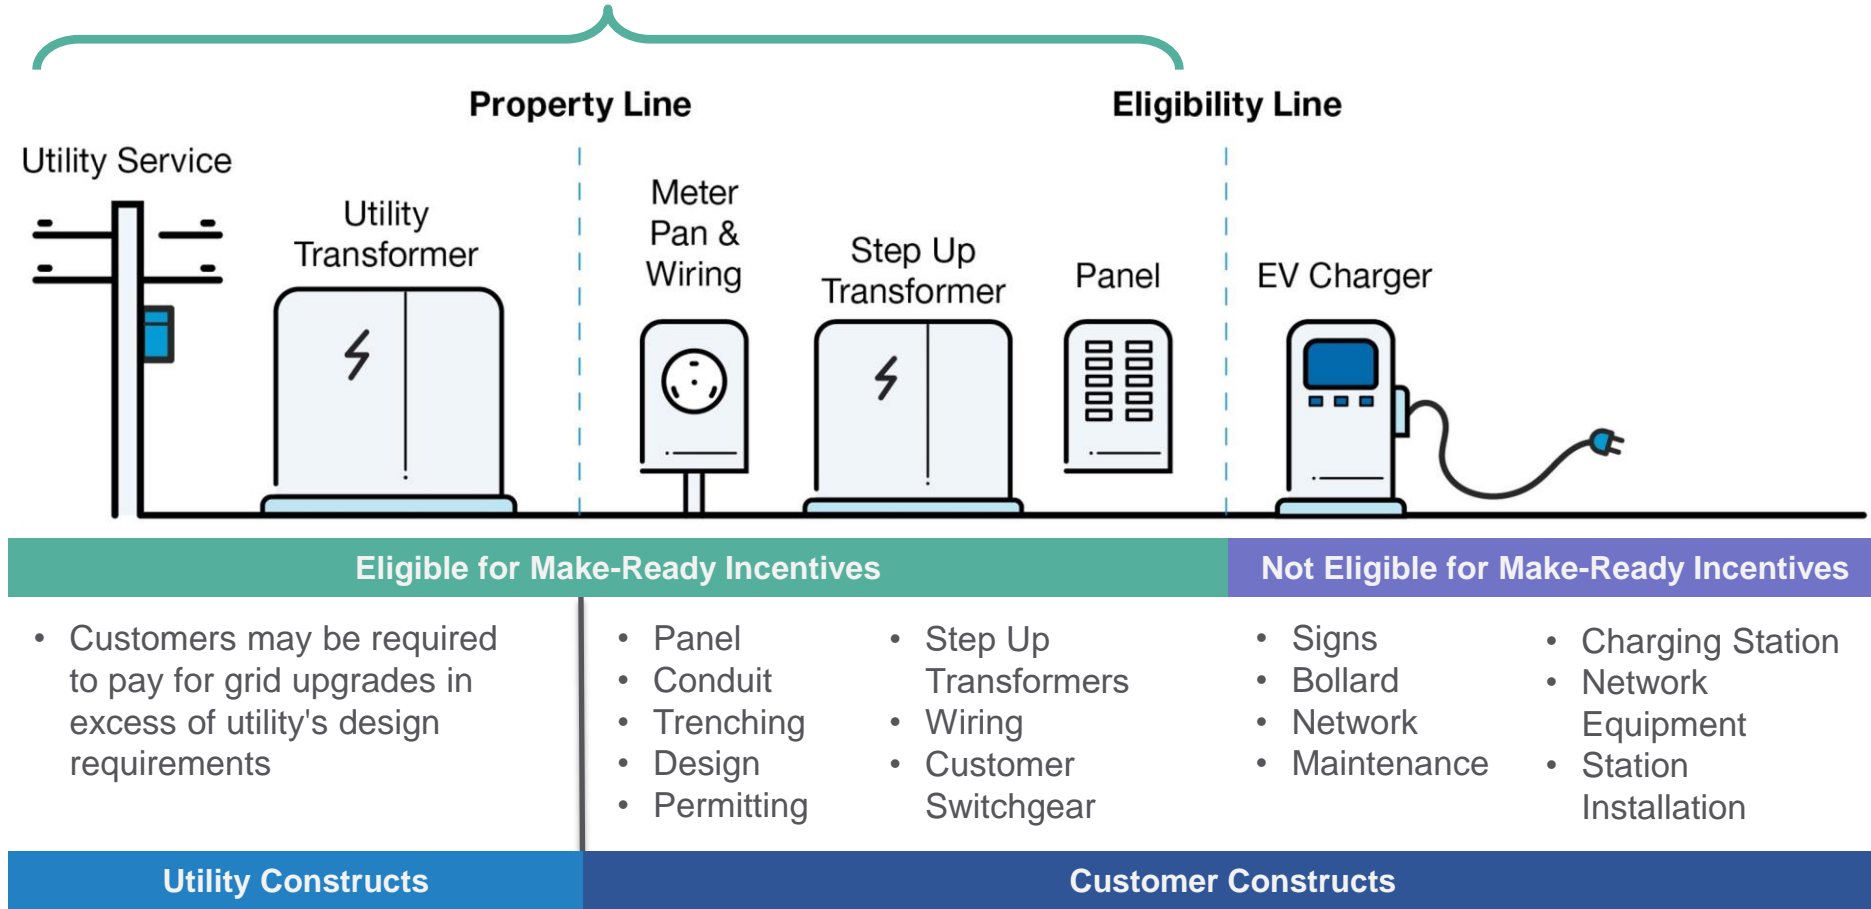 Property Line
Eligibility Line
Utility Service
Utility
Transformer
Meter
Pan &
Wiring
Step Up
Transformer
Panel
EV Charger
Eligible for Make-Ready Incentives
Not Eligible for Make-Ready Incentives
• Customers may be required
to pay for grid upgrades in
excess of utility's design
requirements
• Panel
• Conduit
• Trenching
• Design
• Permitting
• Step Up
Transformers
• Wiring
• Customer
Switchgear
• Signs
• Bollard
• Network
• Maintenance
• Charging Station
• Network
Equipment
• Station
Installation
Utility Constructs
Customer Constructs